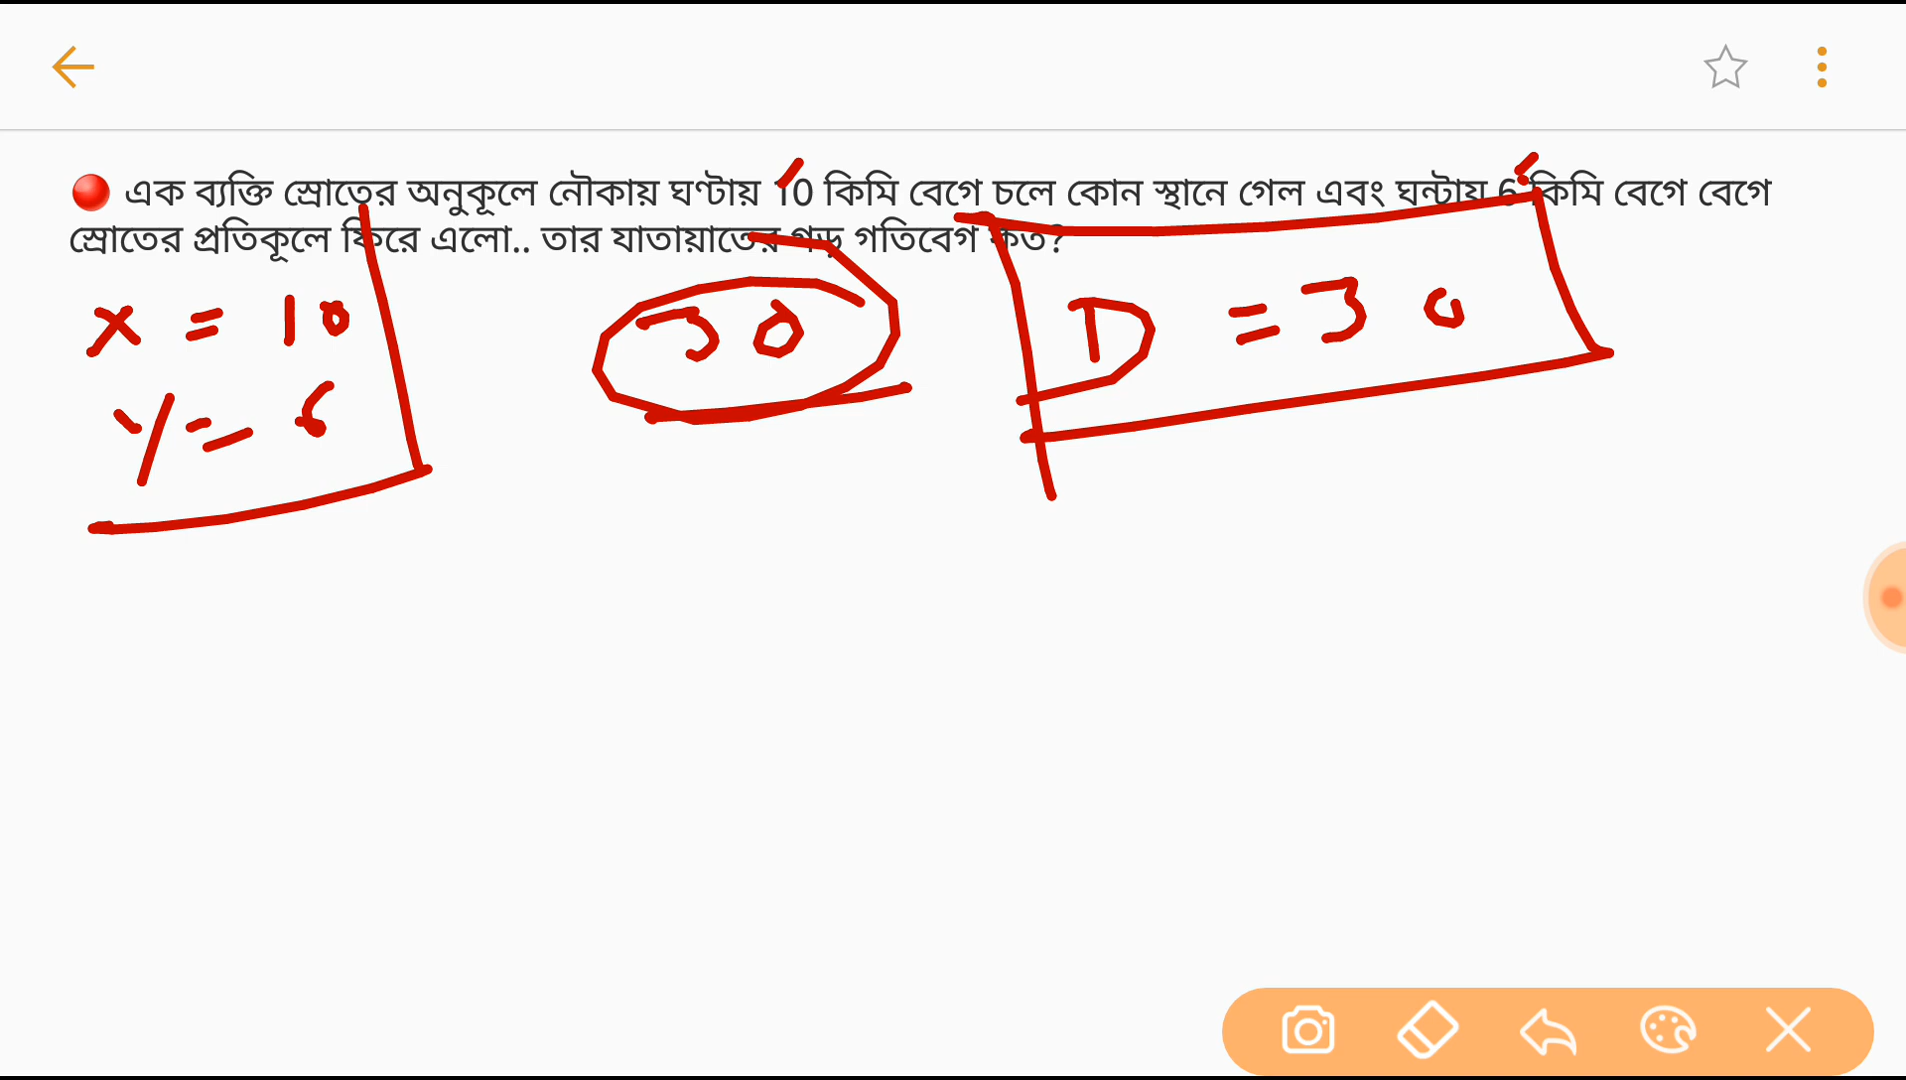 এক ব্যক্তি স্রোতের অনুকূলে নৌকায় ঘণ্টায় 10 কিমি বেগে চলে কোন স্থানে গেল এবং ঘন্টায় 6 কিমি বেগে বেগে
স্রোতের প্রতিকূলে ফিরে এলো.. তার যাতায়াতের গড় গতিবেগ কত?
x = 10
30
D = 30
y = 6